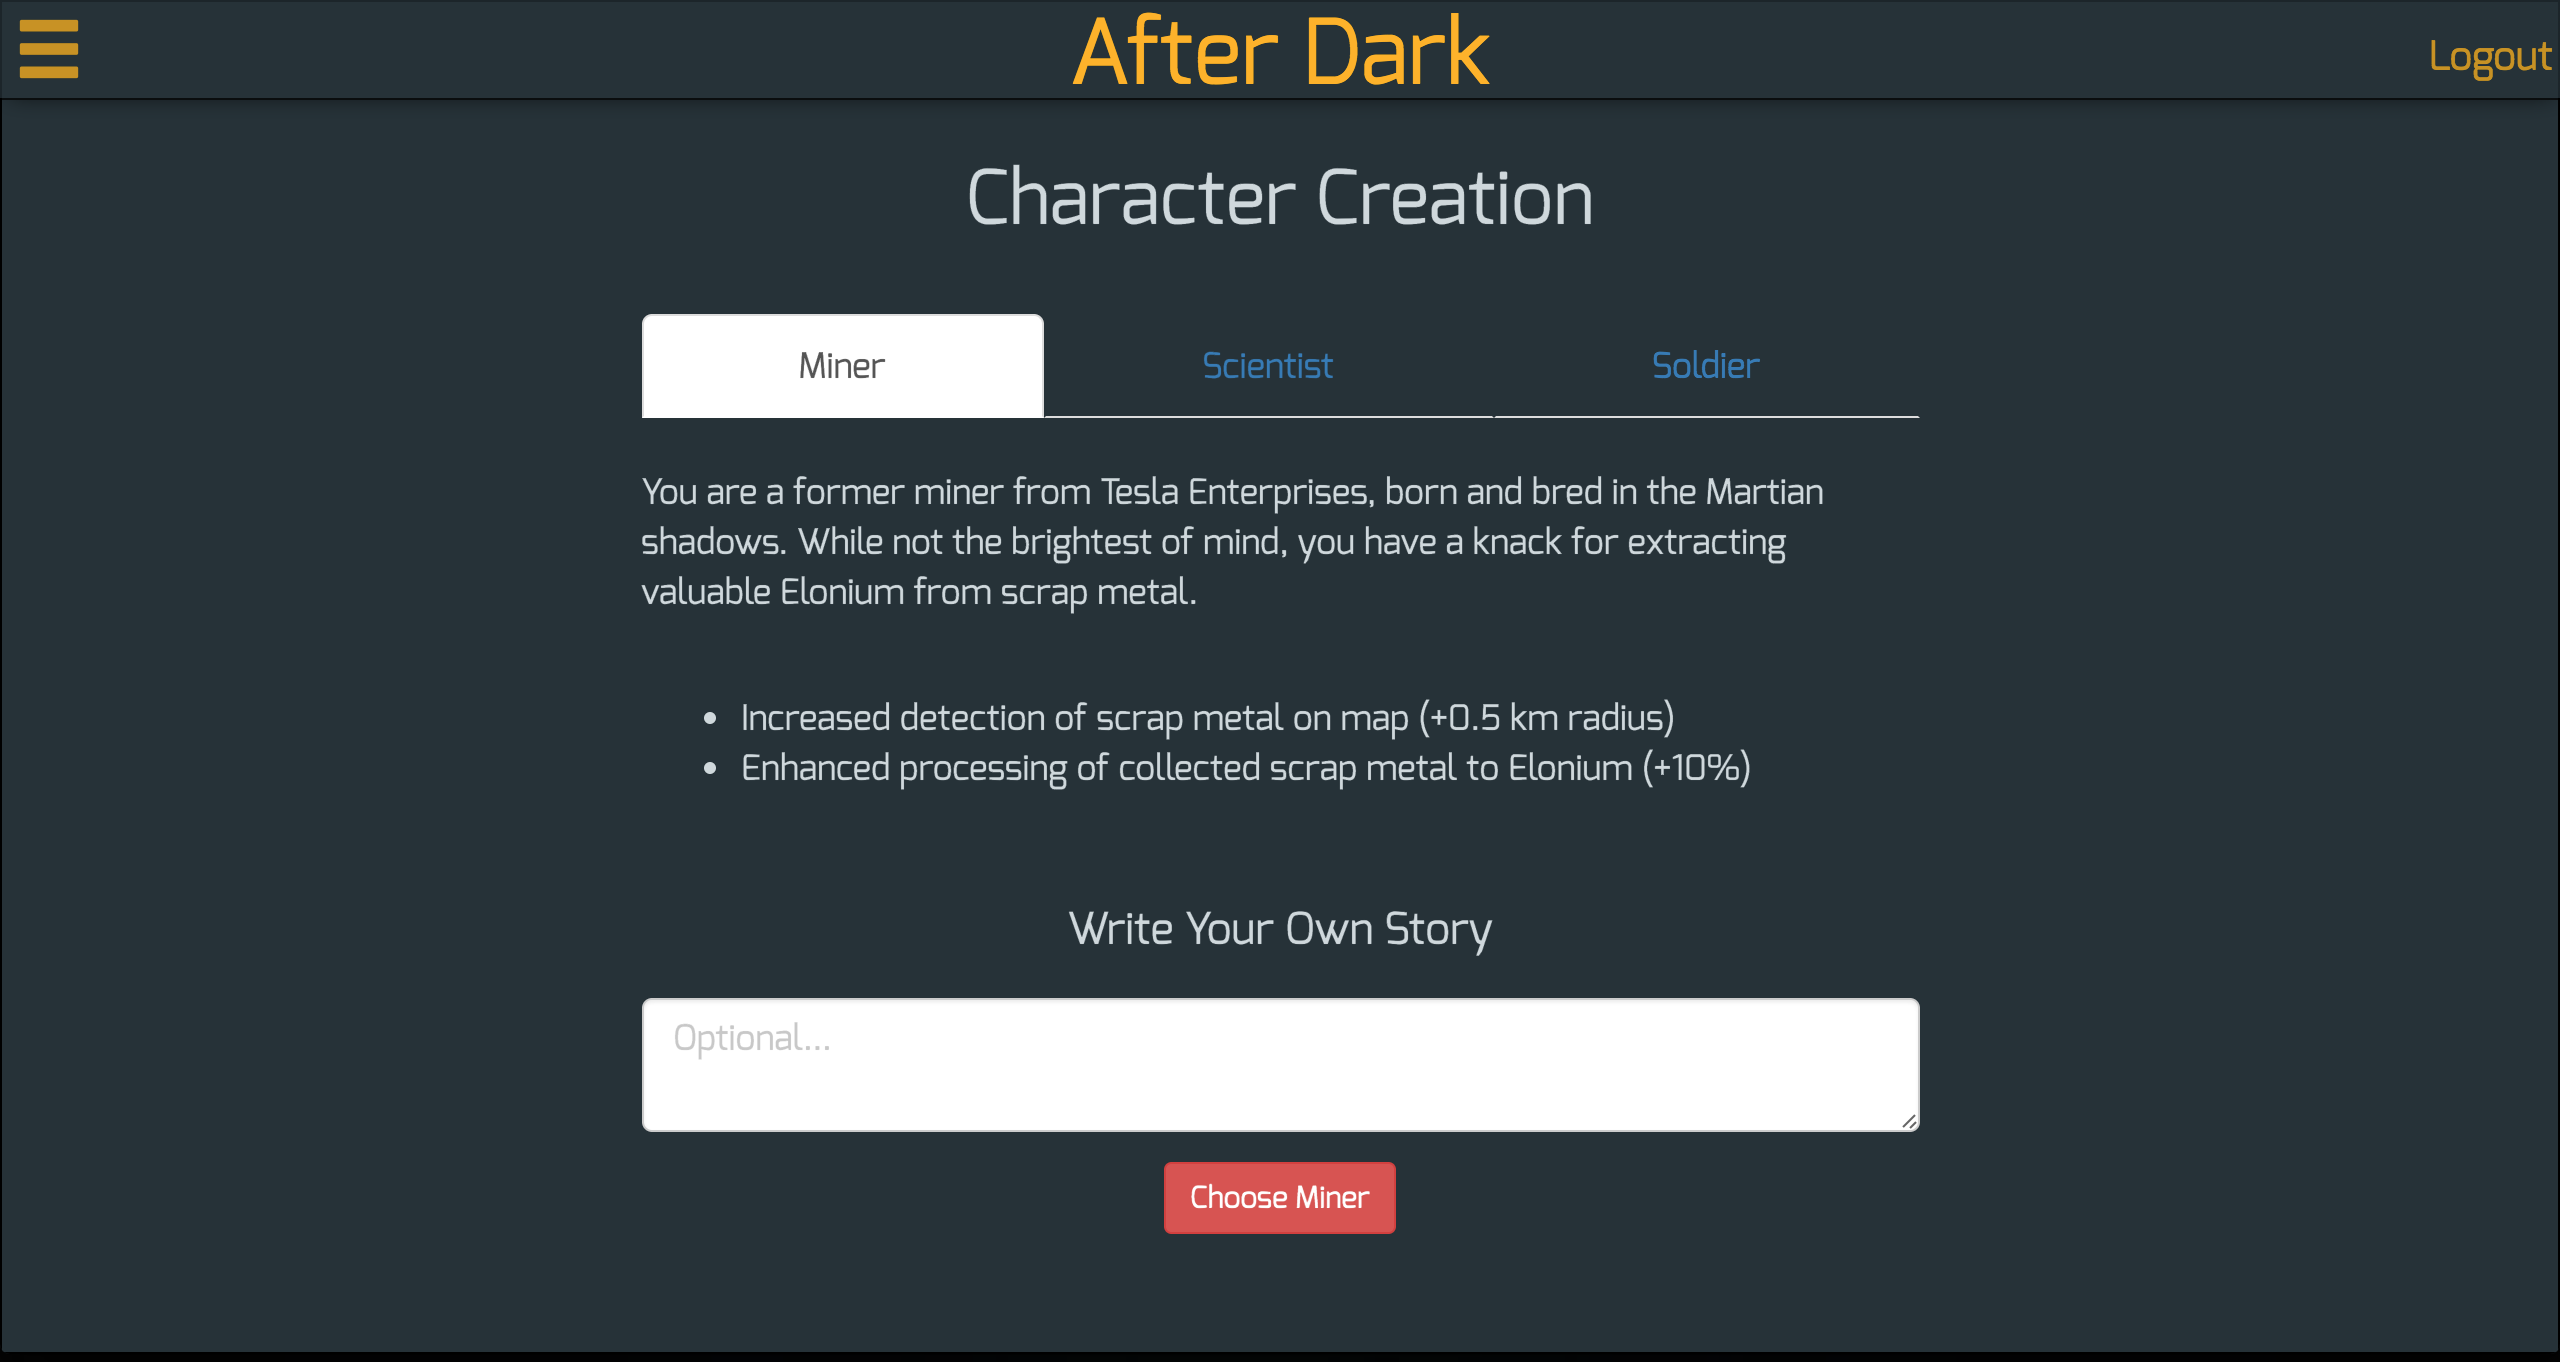 After Dark
Logout
Character Creation
Miner
Scientist
Soldier
You are a former miner from Tesla Enterprises, born and bred in the Martian
shadows. While not the brightest of mind, you have a knack for extracting
valuable Elonium from scrap metal.
• Increased detection of scrap metal on map (+0.5 km radius)
• Enhanced processing of collected scrap metal to Elonium (+10%)
Write Your Own Story
Optional...
Choose Miner